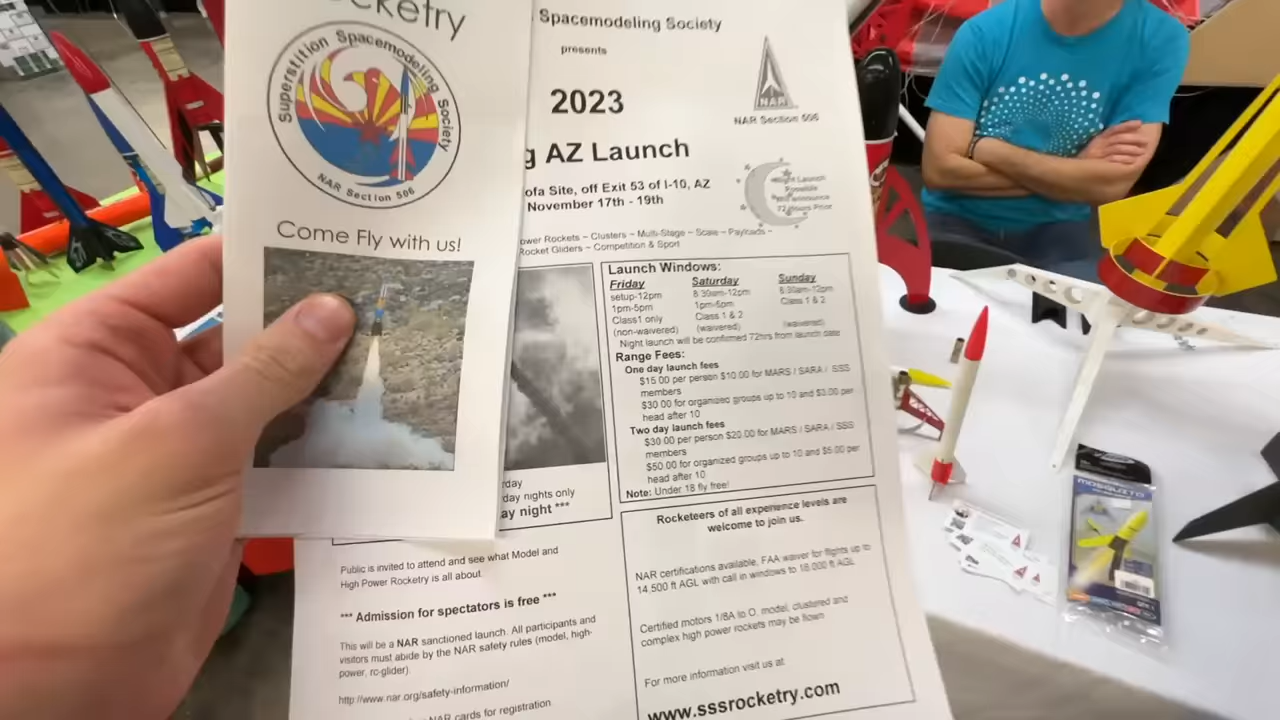 Superstition Spacemodeling Society
NAR Section 506
Come Fly with us!
Spacemodeling Society
presents
2023
AZ Launch
NAR
NAR Section 506
Site, off Exit 53 of I-10, AZ
November 17th - 19th
Night Launch
Possible
72 Hours Prior
Rockets ~ Clusters ~ Multi-Stage ~ Scale ~ Payloads ~
Rocket Gliders ~ Competition & Sport
Launch Windows:
Friday Saturday Sunday
setup-12pm 8:30am-12pm 8:30am-12pm
1pm-5pm 1pm-5pm Class 1 & 2
Class1 only Class 1 & 2
(non-waivered) (waivered) (waivered)
Night launch will be confirmed 72hrs from launch date
Range Fees:
One day launch fees
$15.00 per person $10.00 for MARS / SARA / SSS
members
$30.00 for organized groups up to 10 and $3.00 per
head after 10
Two day launch fees
$30.00 per person $20.00 for MARS / SARA / SSS
members
$50.00 for organized groups up to 10 and $5.00 per
head after 10
Note: Under 18 fly free!
day nights only
night ***
Public is invited to attend and see what Model and
High Power Rocketry is all about.
*** Admission for spectators is free ***
This will be a NAR sanctioned launch. All participants and
visitors must abide by the NAR safety rules (model, high-
power, rc-glider).
http://www.nar.org/safety-information/
NAR cards for registration
Rocketeers of all experience levels are
welcome to join us.
NAR certifications available, FAA waiver for flights up to
14,500 ft AGL with call in windows to 18,000 ft AGL
Certified motors 1/8A to O, model, clustered and
complex high power rockets may be flown
For more information visit us at:
www.sssrocketry.com
MOSQUITO